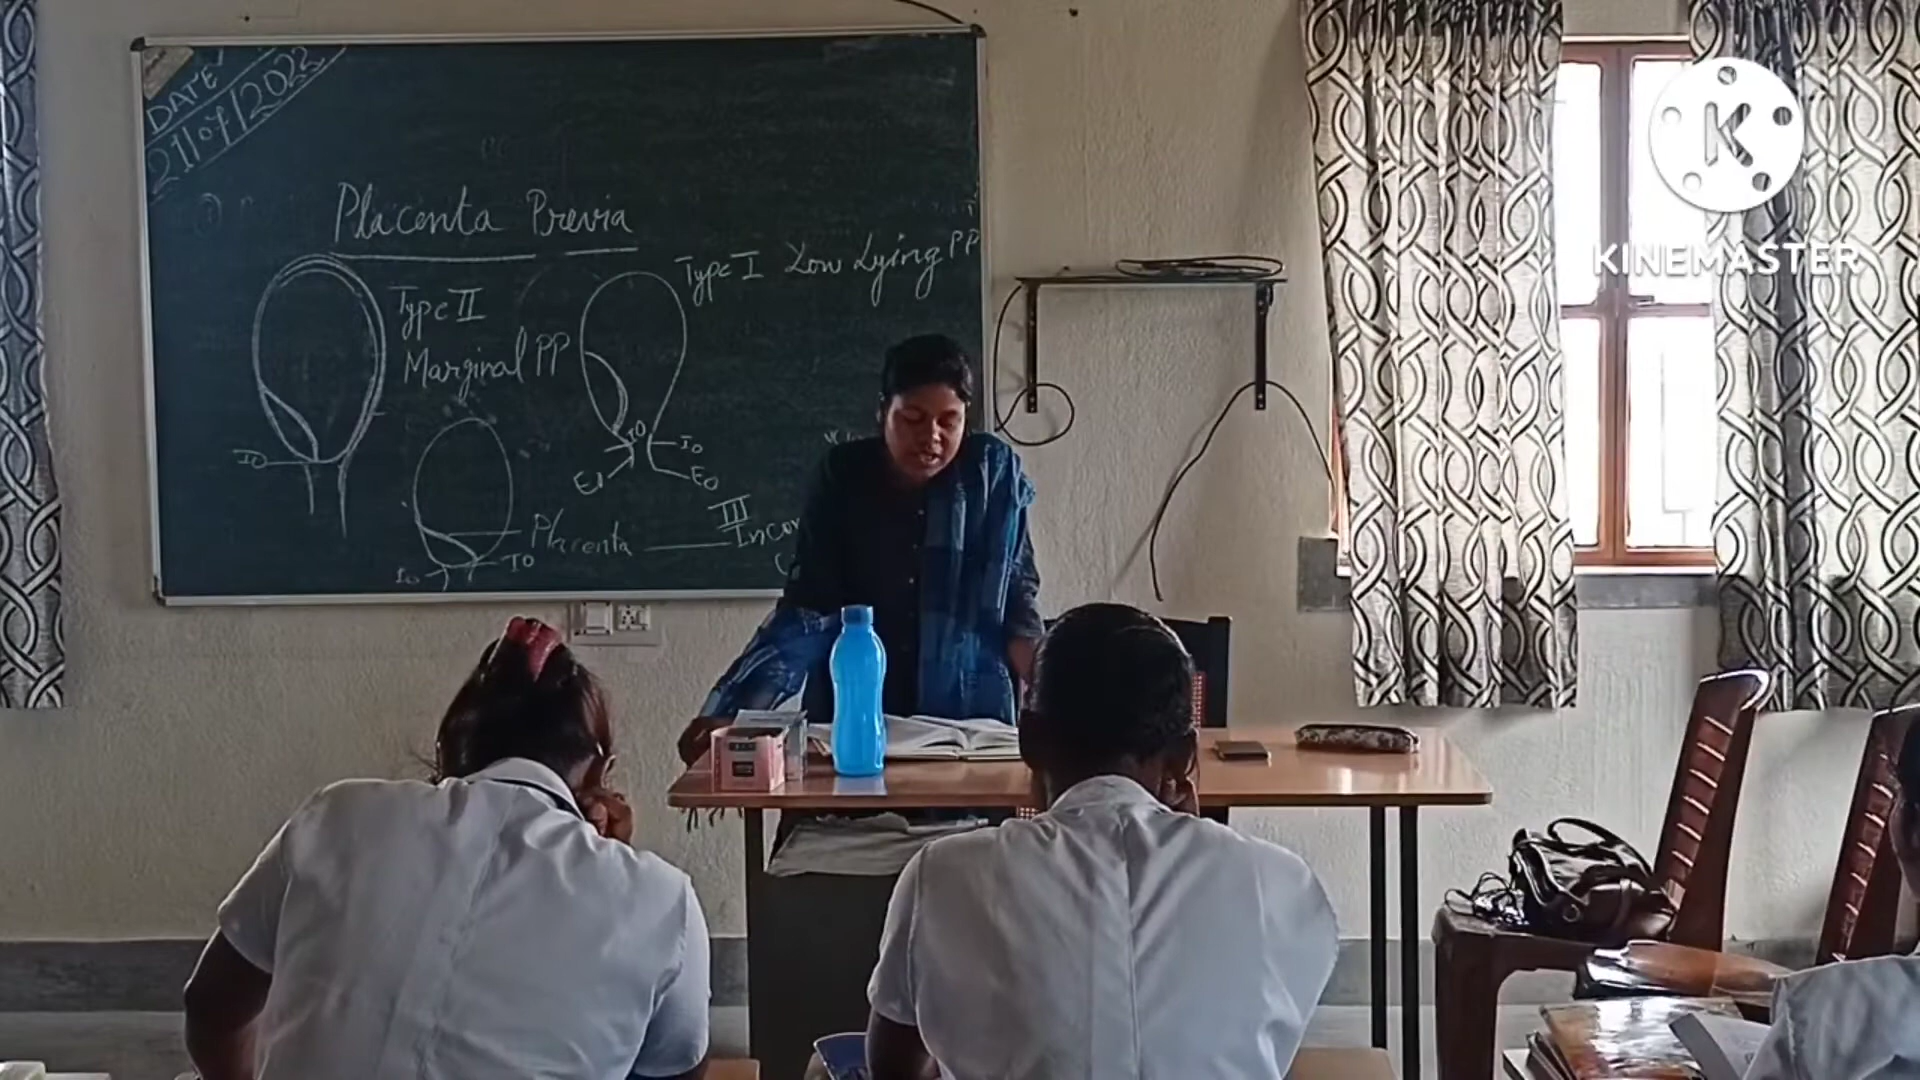 DATE
21/07/2022
Placenta Previa
Type I Low Lying PP
Type II
Marginal PP
IO
IO
IO
EO
EO
III
Placenta
IO
IO
K
KINEMASTER